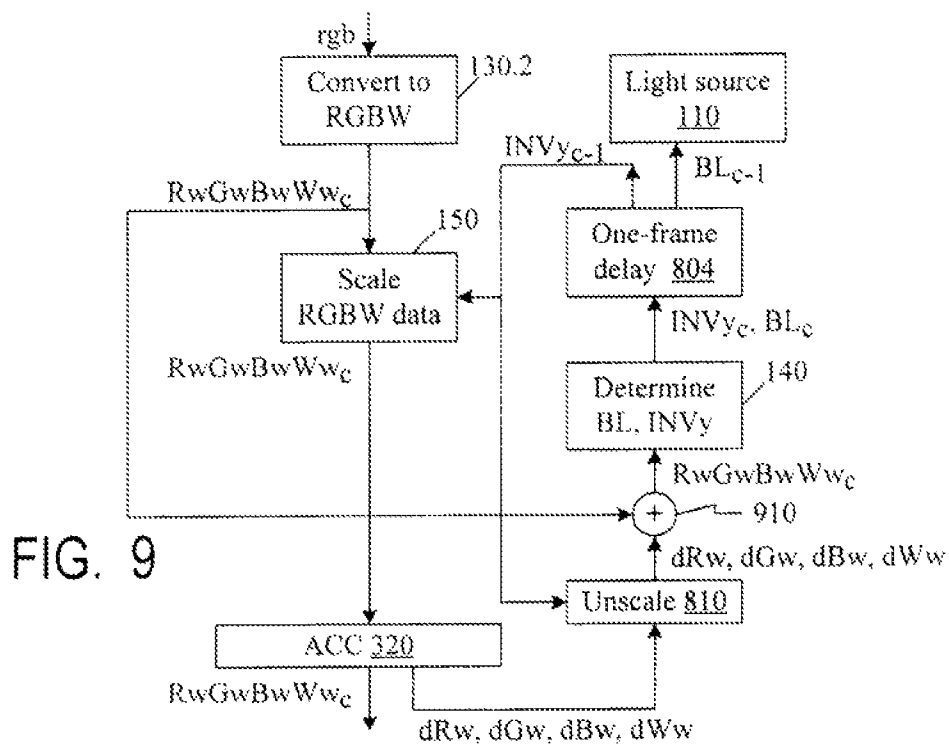 rgb
Convert to
RGBW
130.2
Light source
110
INVyc-1
BLc-1
RwGwBwWwc
150
Scale
RGBW data
One-frame
delay 804
RwGwBwWwc
INVyc, BLc
Determine
BL, INVy
140
RwGwBwWwc
+
910
FIG. 9
dRw, dGw, dBw, dWw
Unscale 810
ACC 320
RwGwBwWwc
dRw, dGw, dBw, dWw